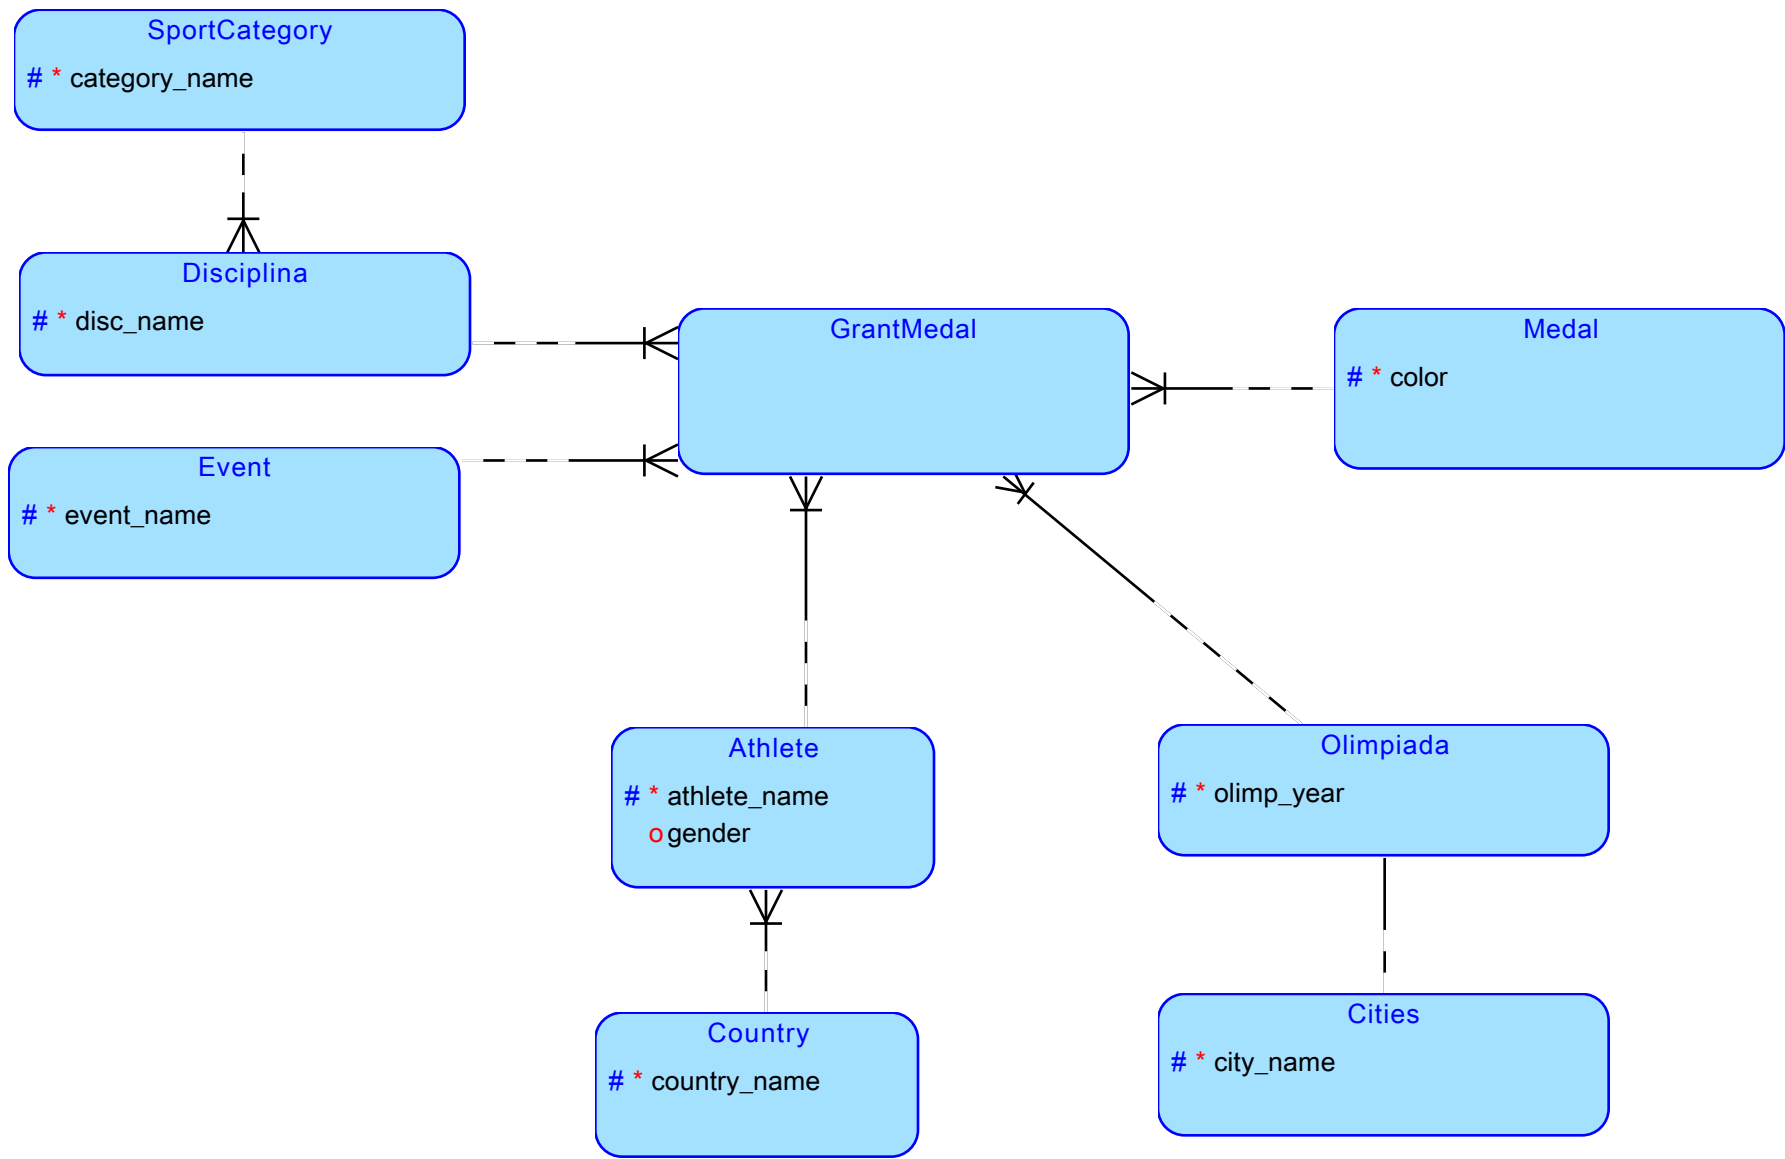 SportCategory
# * category_name
Disciplina
# * disc_name
GrantMedal
Medal
# * color
Event
# * event_name
Athlete
# * athlete_name
o gender
Olimpiada
# * olimp_year
Country
# * country_name
Cities
# * city_name